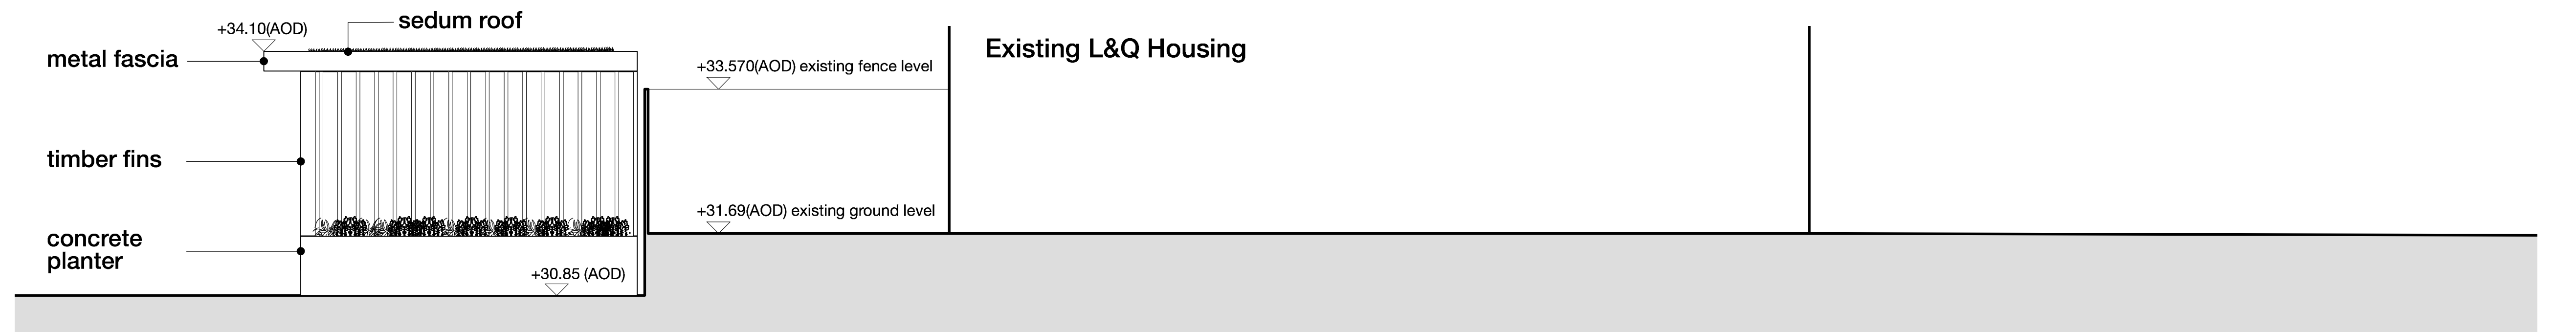 sedum roof
+34.10(AOD)
metal fascia
Existing L&Q Housing
+33.570(AOD) existing fence level
timber fins
+31.69(AOD) existing ground level
concrete
planter
+30.85 (AOD)